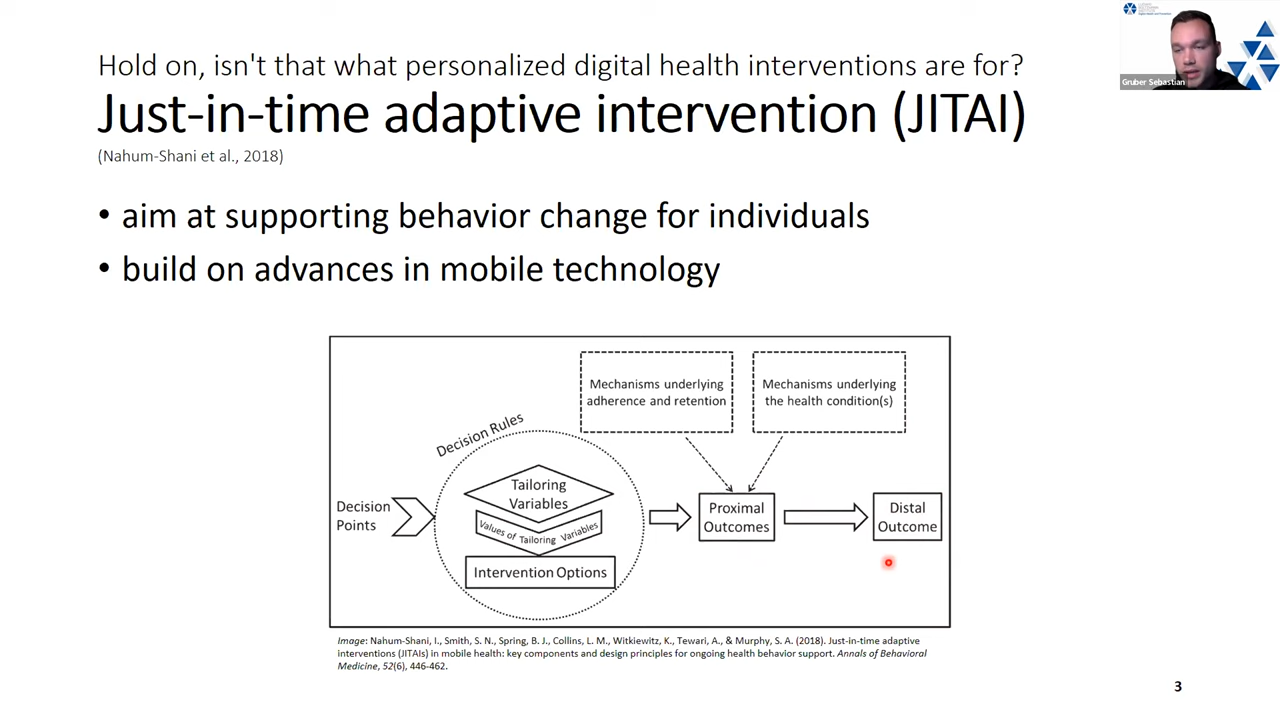 Hold on, isn't that what personalized digital health interventions are for?
Just-in-time adaptive intervention (JITAI)
(Nahum-Shani et al., 2018)
Gruber Sebastian
• aim at supporting behavior change for individuals
• build on advances in mobile technology
Mechanisms underlying
adherence and retention
Mechanisms underlying
the health condition(s)
Decision Rules
Decision
Points
Tailoring
Variables
Values of Tailoring Variables
Intervention Options
Proximal
Outcomes
Distal
Outcome
Image: Nahum-Shani, I., Smith, S. N., Spring, B. J., Collins, L. M., Witkiewitz, K., Tewari, A., & Murphy, S. A. (2018). Just-in-time adaptive
interventions (JITAIs) in mobile health: key components and design principles for ongoing health behavior support. Annals of Behavioral
Medicine, 52(6), 446-462.
3